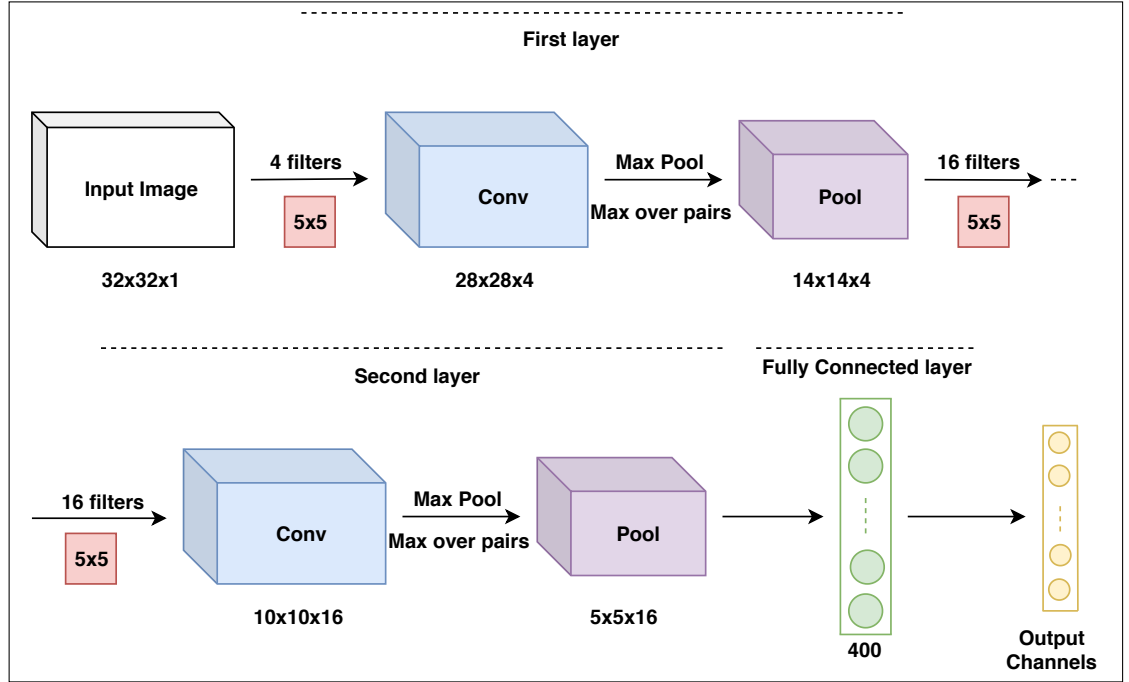 First layer
Input Image
4 filters
5x5
Conv
Max Pool
Max over pairs
Pool
16 filters
5x5
32x32x1
28x28x4
14x14x4
Second layer
Fully Connected layer
16 filters
5x5
Conv
Max Pool
Max over pairs
Pool
10x10x16
5x5x16
400
Output
Channels